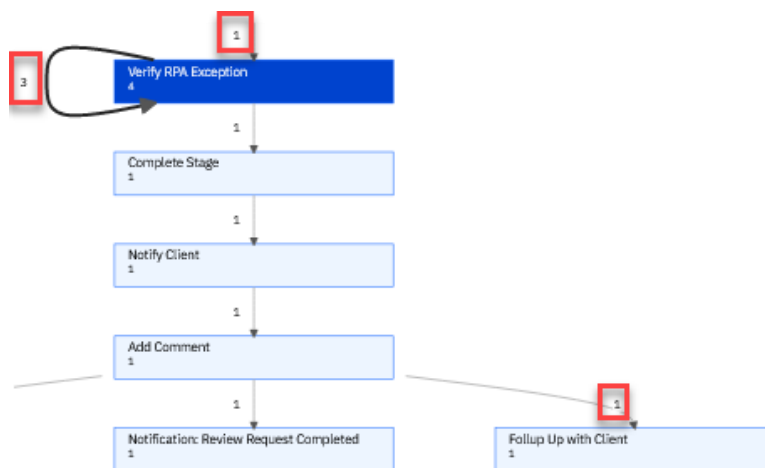 1
3
Verify RPA Exception
4
1
Complete Stage
1
1
Notify Client
1
1
Add Comment
1
1
1
Notification: Review Request Completed
1
Follup Up with Client
1